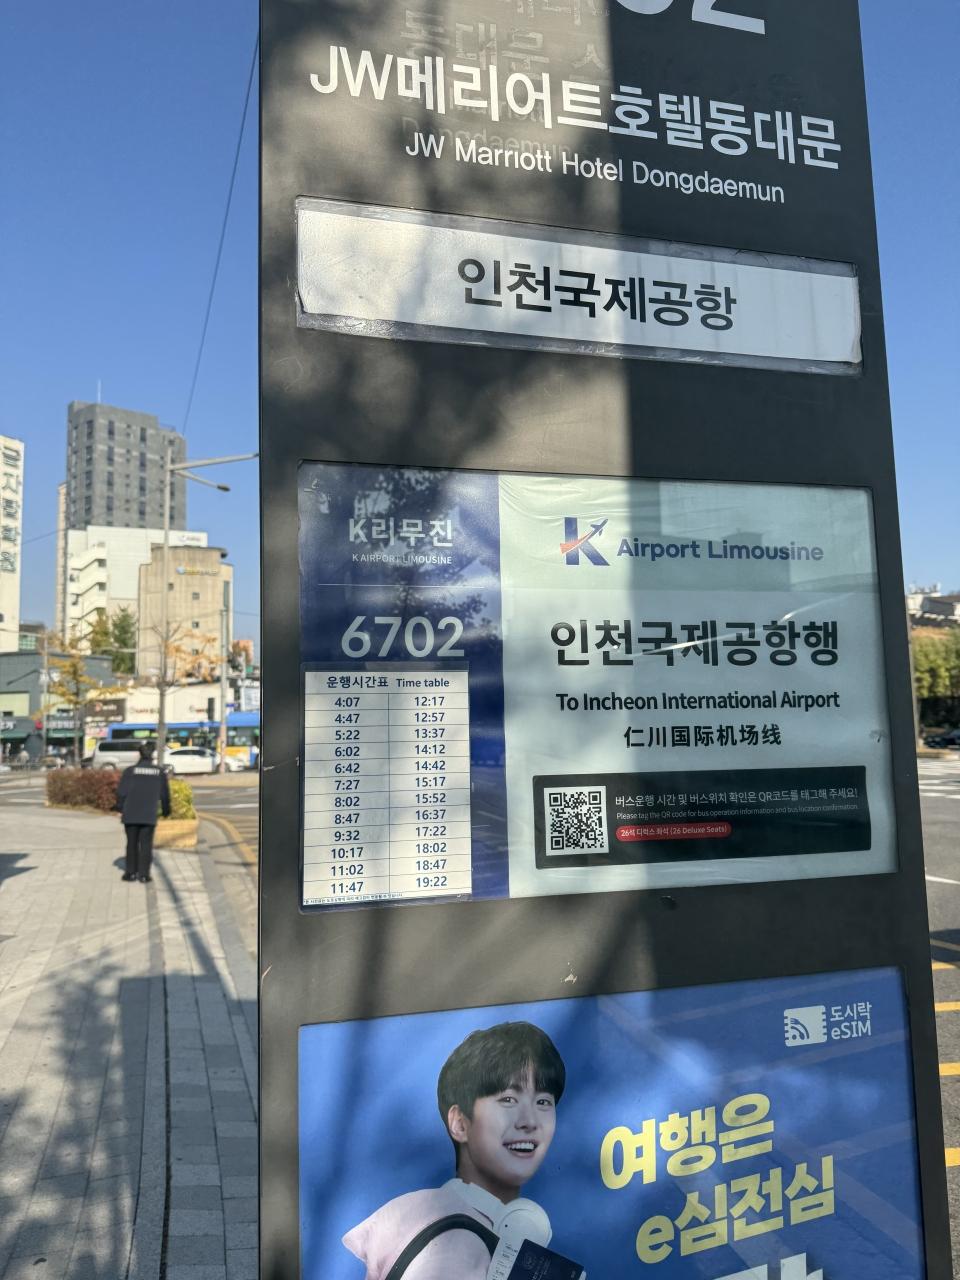 02
JW메리어트호텔동대문
JW Marriott Hotel Dongdaemun
인천국제공항
K리무진
K AIRPORT LIMOUSINE
6702
운행시간표 Time table
4:07 12:17
4:47 12:57
5:22 13:37
6:02 14:12
6:42 14:42
7:27 15:17
8:02 15:52
8:47 16:37
9:32 17:22
10:17 18:02
11:02 18:47
11:47 19:22
K Airport Limousine
인천국제공항행
To Incheon International Airport
仁川国际机场线
버스운행 시간 및 버스위치 확인은 QR코드를 태그해 주세요!
Please tag the QR code for bus operation information and bus location confirmation.
26석 디럭스 좌석 (26 Deluxe Seats)
도시락
eSIM
여행은
e심전심